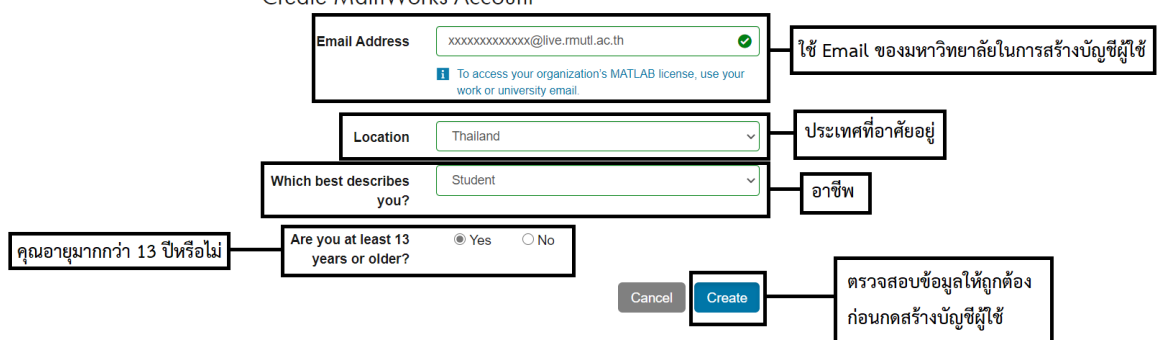 Create MathWorks Account
Email Address
xxxxxxxxxxxxx@live.rmutl.ac.th
ใช้ Email ของมหาวิทยาลัยในการสร้างบัญชีผู้ใช้
To access your organization's MATLAB license, use your
work or university email.
Location
Thailand
ประเทศที่อาศัยอยู่
Which best describes
you?
Student
อาชีพ
คุณอายุมากกว่า 13 ปีหรือไม่
Are you at least 13
years or older?
Yes
No
Cancel
Create
ตรวจสอบข้อมูลให้ถูกต้อง
ก่อนกดสร้างบัญชีผู้ใช้